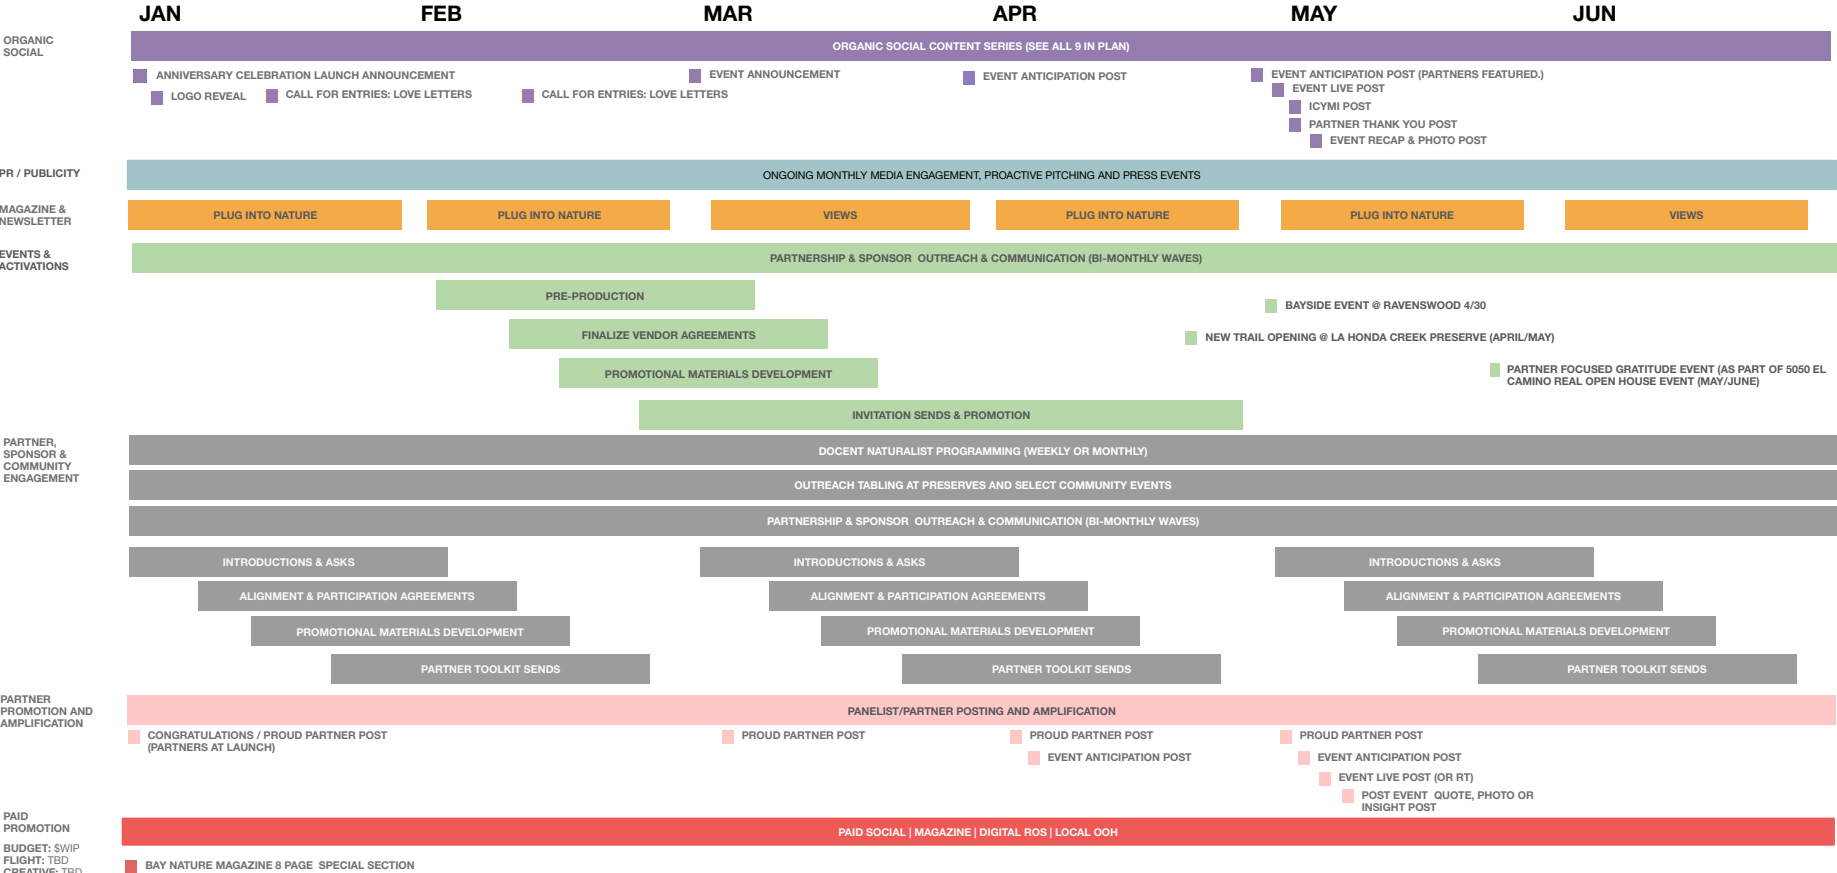 JAN FEB MAR APR MAY JUN
ORGANIC
SOCIAL
ORGANIC SOCIAL CONTENT SERIES (SEE ALL 9 IN PLAN)
ANNIVERSARY CELEBRATION LAUNCH ANNOUNCEMENT
LOGO REVEAL
CALL FOR ENTRIES: LOVE LETTERS
CALL FOR ENTRIES: LOVE LETTERS
EVENT ANNOUNCEMENT
EVENT ANTICIPATION POST
EVENT ANTICIPATION POST (PARTNERS FEATURED.)
EVENT LIVE POST
ICYMI POST
PARTNER THANK YOU POST
EVENT RECAP & PHOTO POST
PR / PUBLICITY
ONGOING MONTHLY MEDIA ENGAGEMENT, PROACTIVE PITCHING AND PRESS EVENTS
MAGAZINE &
NEWSLETTER
PLUG INTO NATURE
PLUG INTO NATURE
VIEWS
PLUG INTO NATURE
PLUG INTO NATURE
VIEWS
EVENTS &
ACTIVATIONS
PARTNERSHIP & SPONSOR OUTREACH & COMMUNICATION (BI-MONTHLY WAVES)
PRE-PRODUCTION
BAYSIDE EVENT @ RAVENSWOOD 4/30
FINALIZE VENDOR AGREEMENTS
NEW TRAIL OPENING @ LA HONDA CREEK PRESERVE (APRIL/MAY)
PROMOTIONAL MATERIALS DEVELOPMENT
PARTNER FOCUSED GRATITUDE EVENT (AS PART OF 5050 EL
CAMINO REAL OPEN HOUSE EVENT (MAY/JUNE)
INVITATION SENDS & PROMOTION
PARTNER,
SPONSOR &
COMMUNITY
ENGAGEMENT
DOCENT NATURALIST PROGRAMMING (WEEKLY OR MONTHLY)
OUTREACH TABLING AT PRESERVES AND SELECT COMMUNITY EVENTS
PARTNERSHIP & SPONSOR OUTREACH & COMMUNICATION (BI-MONTHLY WAVES)
INTRODUCTIONS & ASKS
INTRODUCTIONS & ASKS
INTRODUCTIONS & ASKS
ALIGNMENT & PARTICIPATION AGREEMENTS
ALIGNMENT & PARTICIPATION AGREEMENTS
ALIGNMENT & PARTICIPATION AGREEMENTS
PROMOTIONAL MATERIALS DEVELOPMENT
PROMOTIONAL MATERIALS DEVELOPMENT
PROMOTIONAL MATERIALS DEVELOPMENT
PARTNER TOOLKIT SENDS
PARTNER TOOLKIT SENDS
PARTNER TOOLKIT SENDS
PARTNER
PROMOTION AND
AMPLIFICATION
PANELIST/PARTNER POSTING AND AMPLIFICATION
CONGRATULATIONS / PROUD PARTNER POST
(PARTNERS AT LAUNCH)
PROUD PARTNER POST
PROUD PARTNER POST
EVENT ANTICIPATION POST
PROUD PARTNER POST
EVENT ANTICIPATION POST
EVENT LIVE POST (OR RT)
POST EVENT QUOTE, PHOTO OR
INSIGHT POST
PAID
PROMOTION
PAID SOCIAL | MAGAZINE | DIGITAL ROS | LOCAL OOH
BUDGET: $WIP
FLIGHT: TBD
CREATIVE: TBD
BAY NATURE MAGAZINE 8 PAGE SPECIAL SECTION